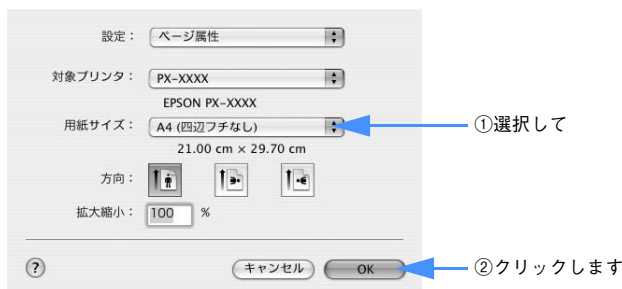 設定： ページ属性
対象プリンタ： PX-XXXX
EPSON PX-XXXX
用紙サイズ： A4 (四辺フチなし) ①選択して
21.00 cm × 29.70 cm
方向：
拡大縮小： 100 %
? キャンセル OK ②クリックします